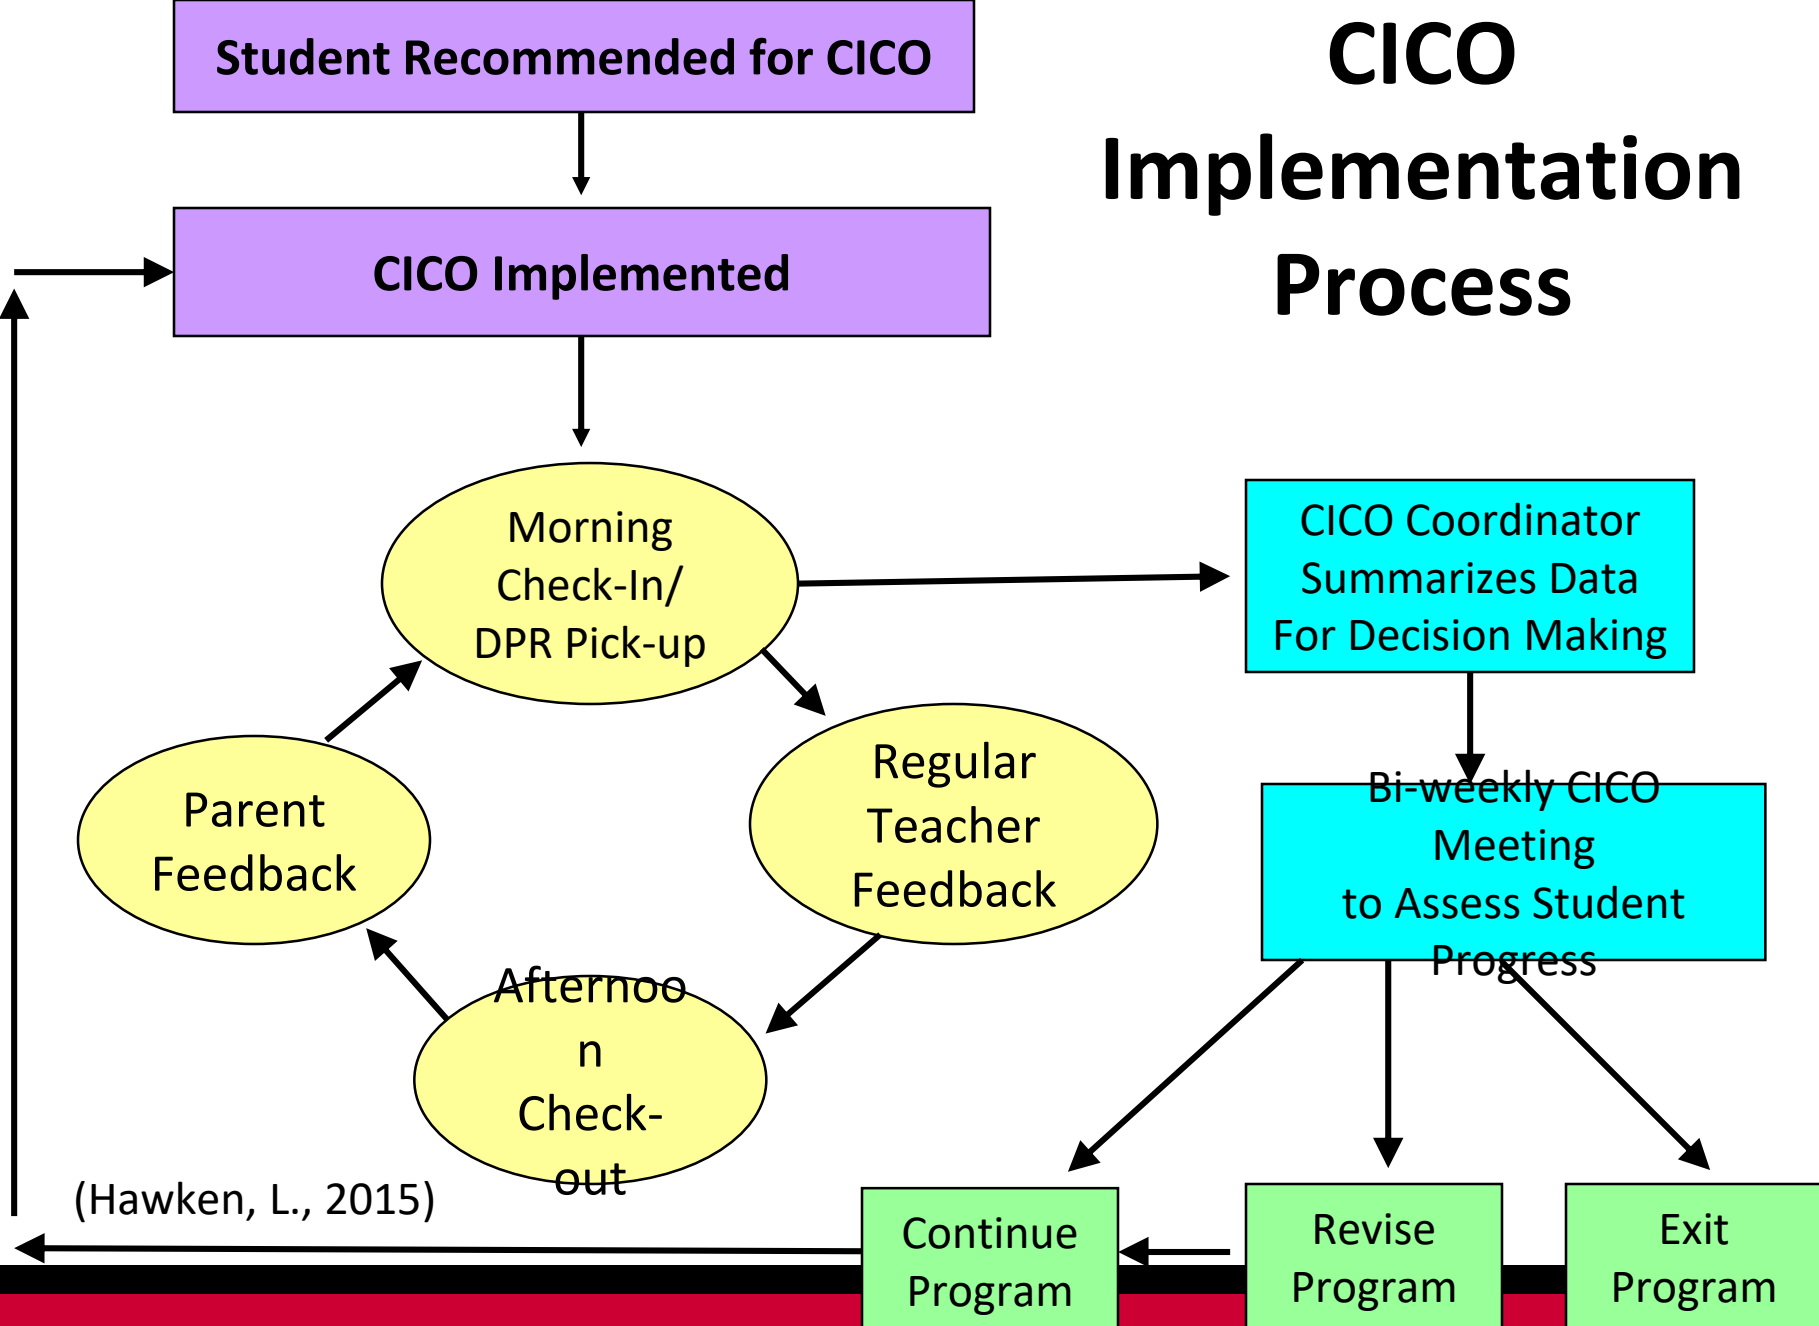 Student Recommended for CICO
CICO
Implementation
Process
CICO Implemented
Morning
Check-In/
DPR Pick-up
CICO Coordinator
Summarizes Data
For Decision Making
Regular
Teacher
Feedback
Parent
Feedback
Bi-weekly CICO
Meeting
to Assess Student
Progress
Afternoo
n
Check-
out
(Hawken, L., 2015)
Continue
Program
Revise
Program
Exit
Program